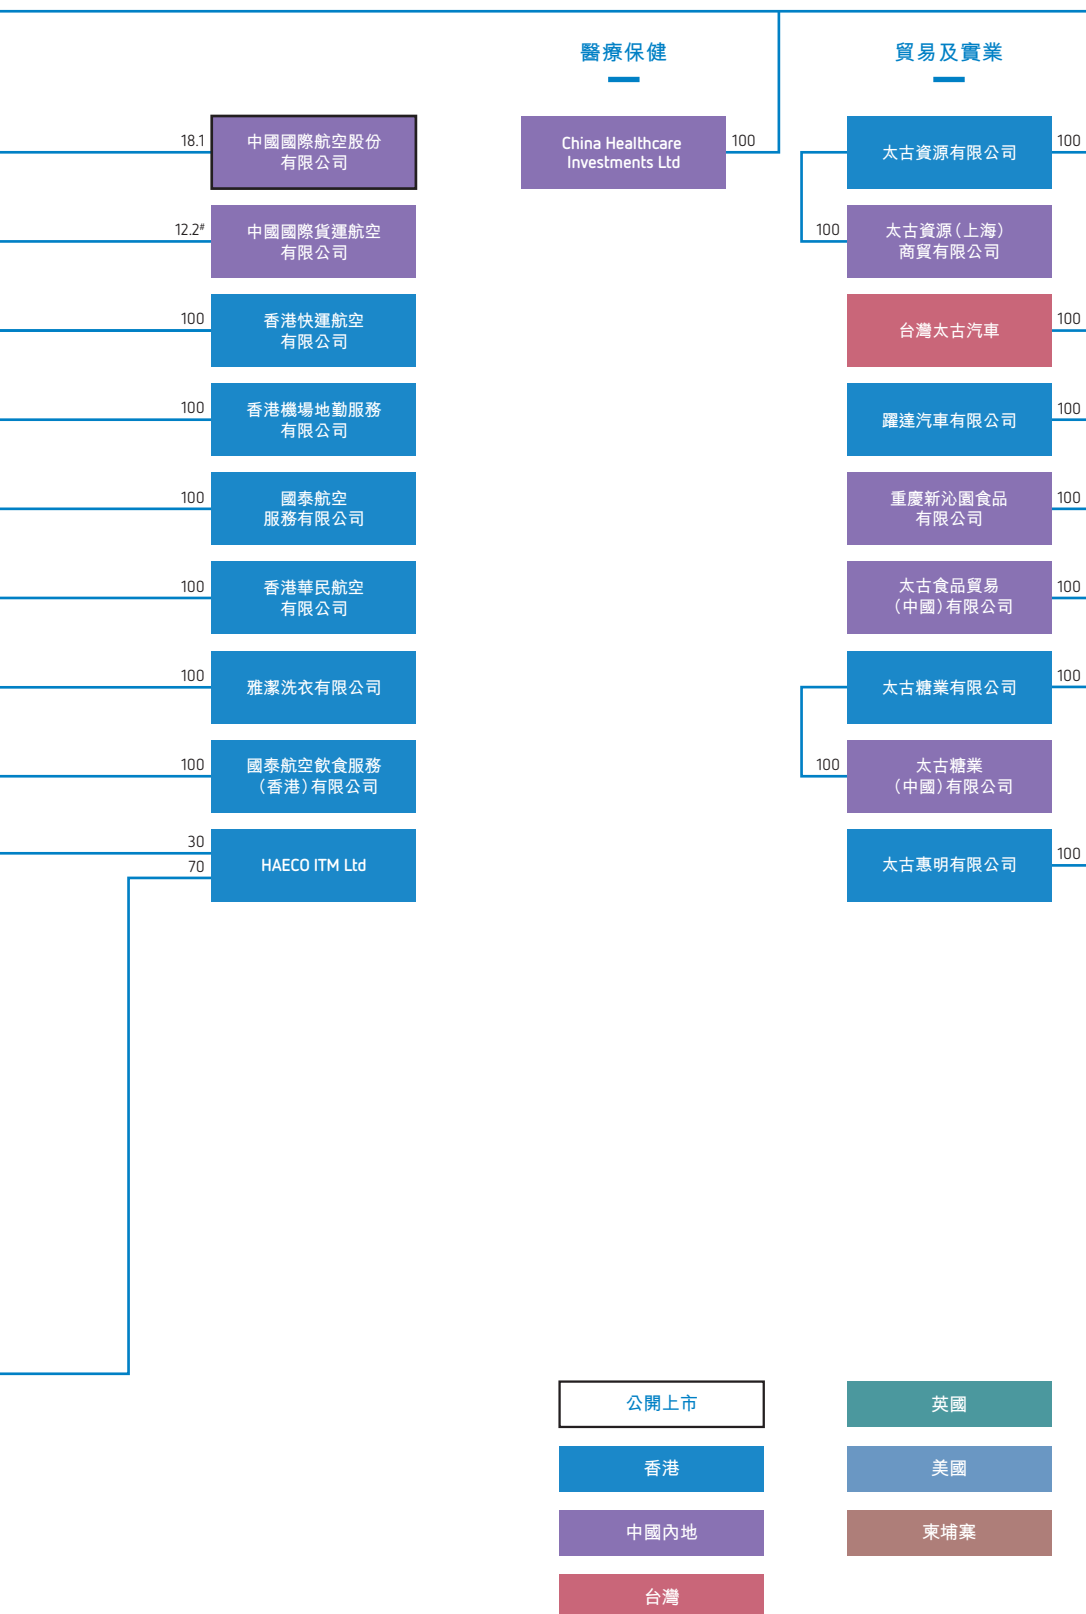 醫療保健
貿易及實業
18.1
中國國際航空股份
有限公司
12.2#
中國國際貨運航空
有限公司
100
香港快運航空
有限公司
100
香港機場地勤服務
有限公司
100
國泰航空
服務有限公司
100
香港華民航空
有限公司
100
雅潔洗衣有限公司
100
國泰航空飲食服務
（香港）有限公司
30
70
HAECO ITM Ltd
China Healthcare
Investments Ltd
100
太古資源有限公司
100
100
太古資源（上海）
商貿有限公司
台灣太古汽車
100
躍達汽車有限公司
100
重慶新沁園食品
有限公司
100
太古食品貿易
（中國）有限公司
100
太古糖業有限公司
100
100
太古糖業
（中國）有限公司
太古惠明有限公司
100
公開上市
香港
中國內地
台灣
英國
美國
柬埔寨